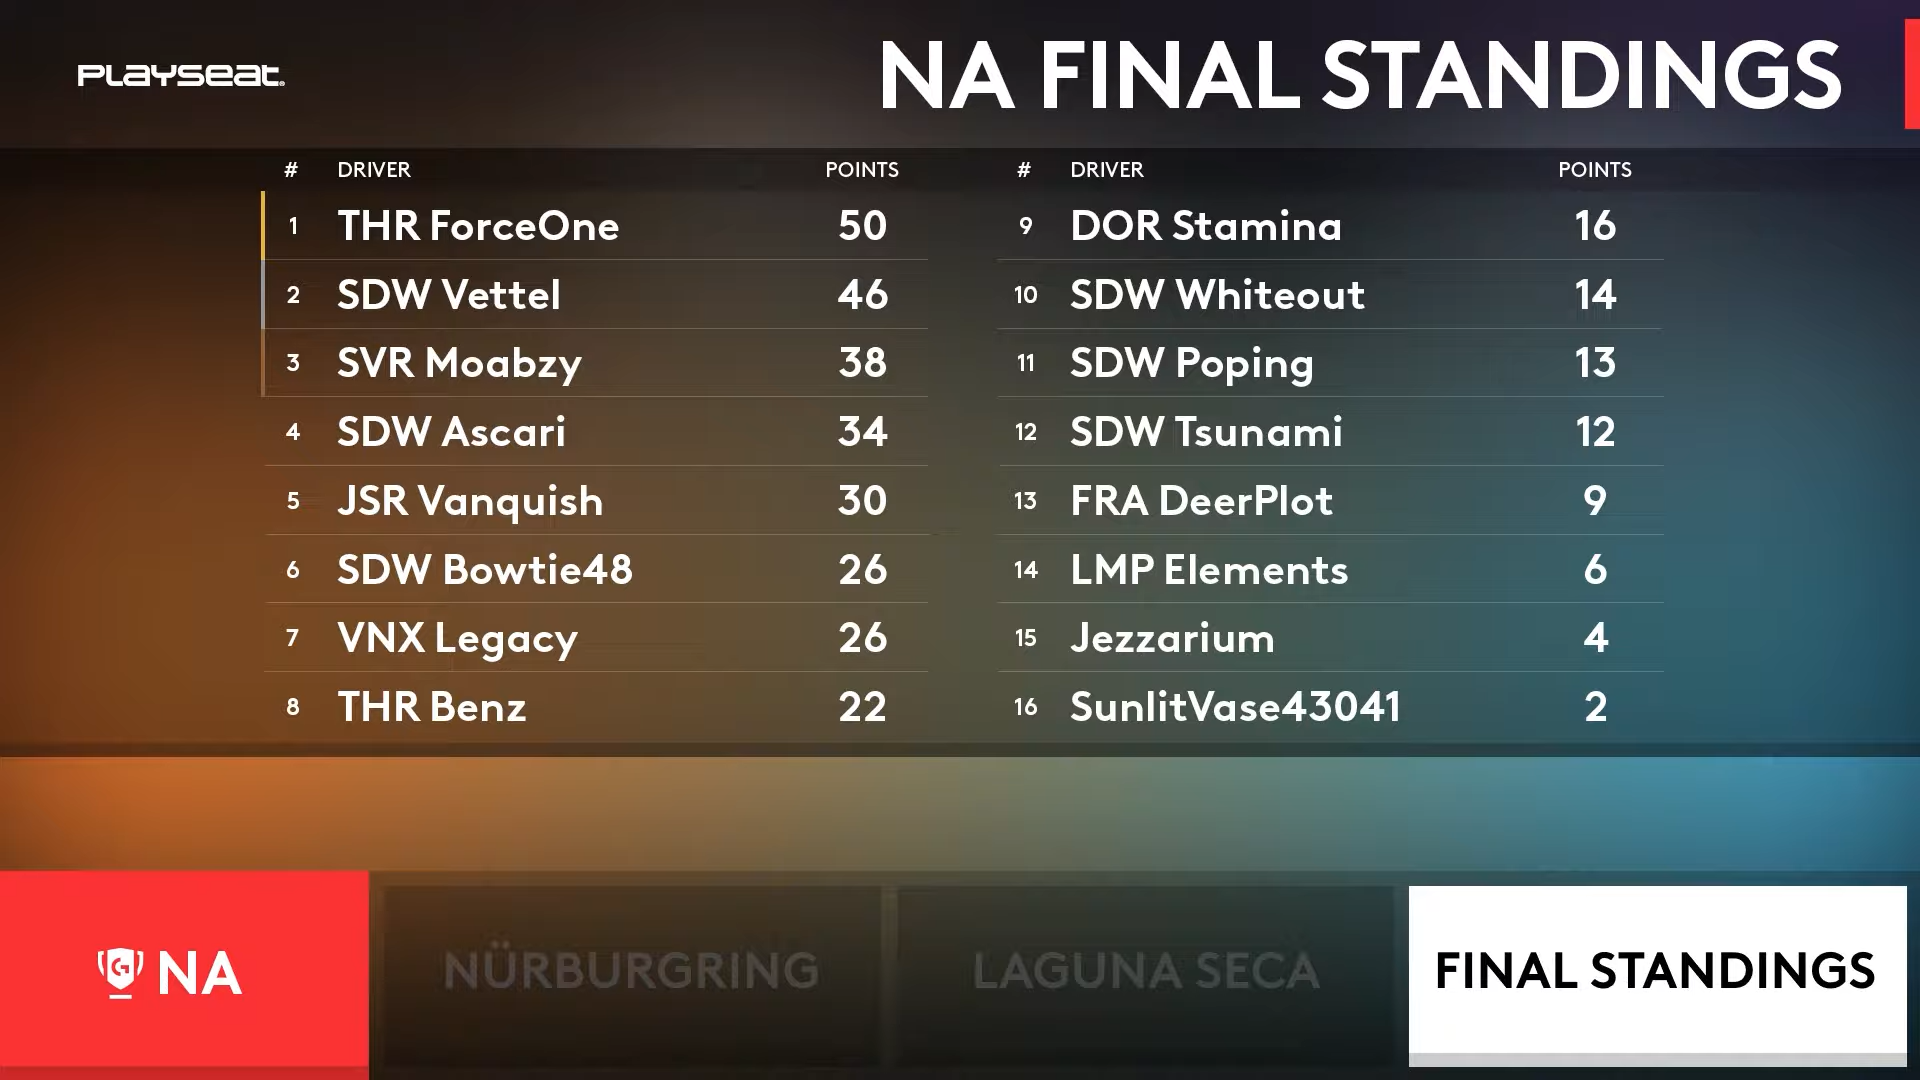 PLAYSEAT.
NA FINAL STANDINGS
# DRIVER POINTS
1 THR ForceOne 50
2 SDW Vettel 46
3 SVR Moabzy 38
4 SDW Ascari 34
5 JSR Vanquish 30
6 SDW Bowtie48 26
7 VNX Legacy 26
8 THR Benz 22
# DRIVER POINTS
9 DOR Stamina 16
10 SDW Whiteout 14
11 SDW Poping 13
12 SDW Tsunami 12
13 FRA DeerPlot 9
14 LMP Elements 6
15 Jezzarium 4
16 SunlitVase43041 2
G NA
NÜRBURGRING
LAGUNA SECA
FINAL STANDINGS